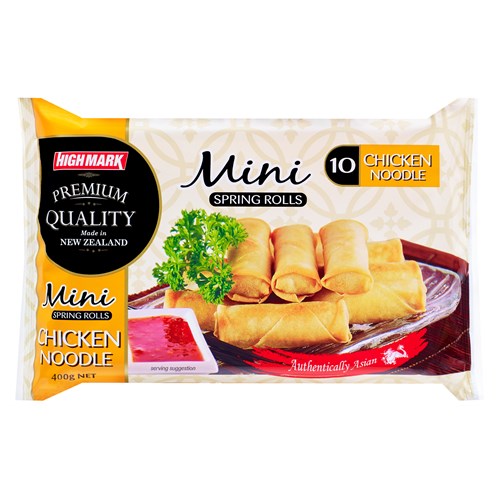 HIGHMARK
PREMIUM
QUALITY
Made in
NEW ZEALAND
Mini
SPRING ROLLS
CHICKEN
NOODLE
400g NET
Mini
SPRING ROLLS
10 CHICKEN
NOODLE
serving suggestion
Authentically Asian